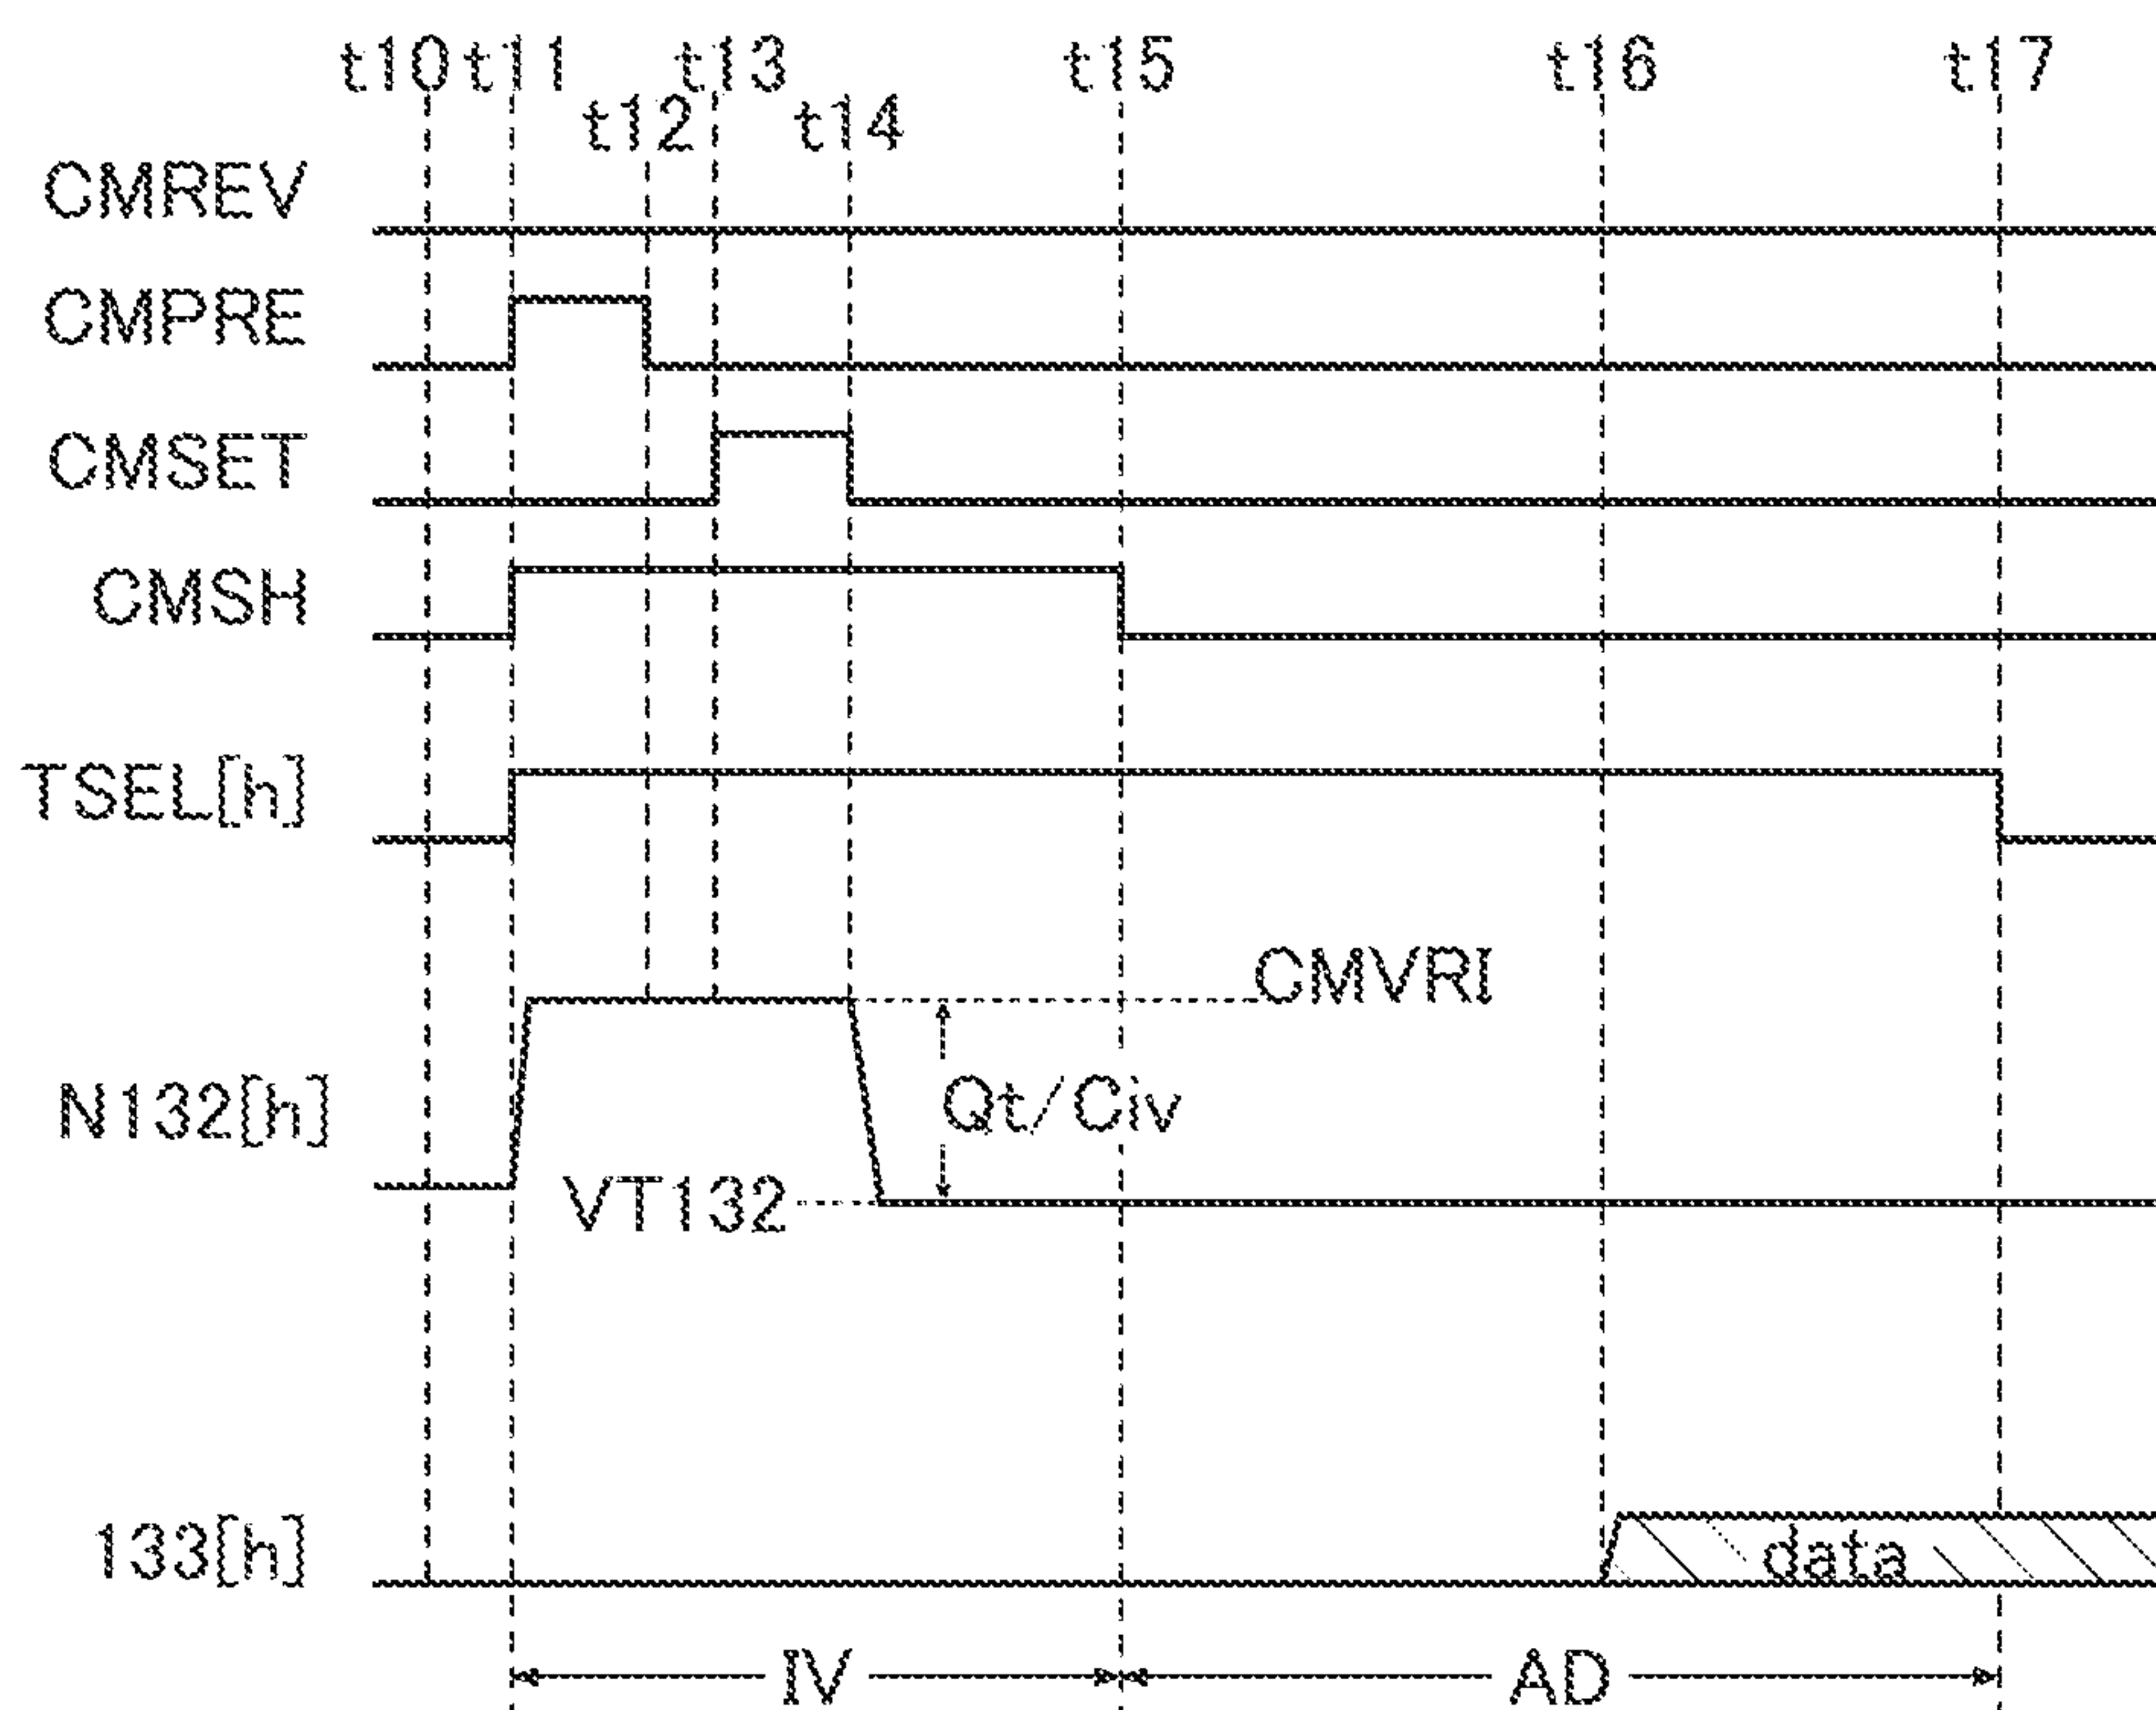 t10 t11 t13 t15 t16 t17
t12 t14
CMREV
CMPRE
CMSET
CMSH
TSEL[h]
CMVRI
N132[h] Qt/Civ
VT132
133[h] data
IV AD